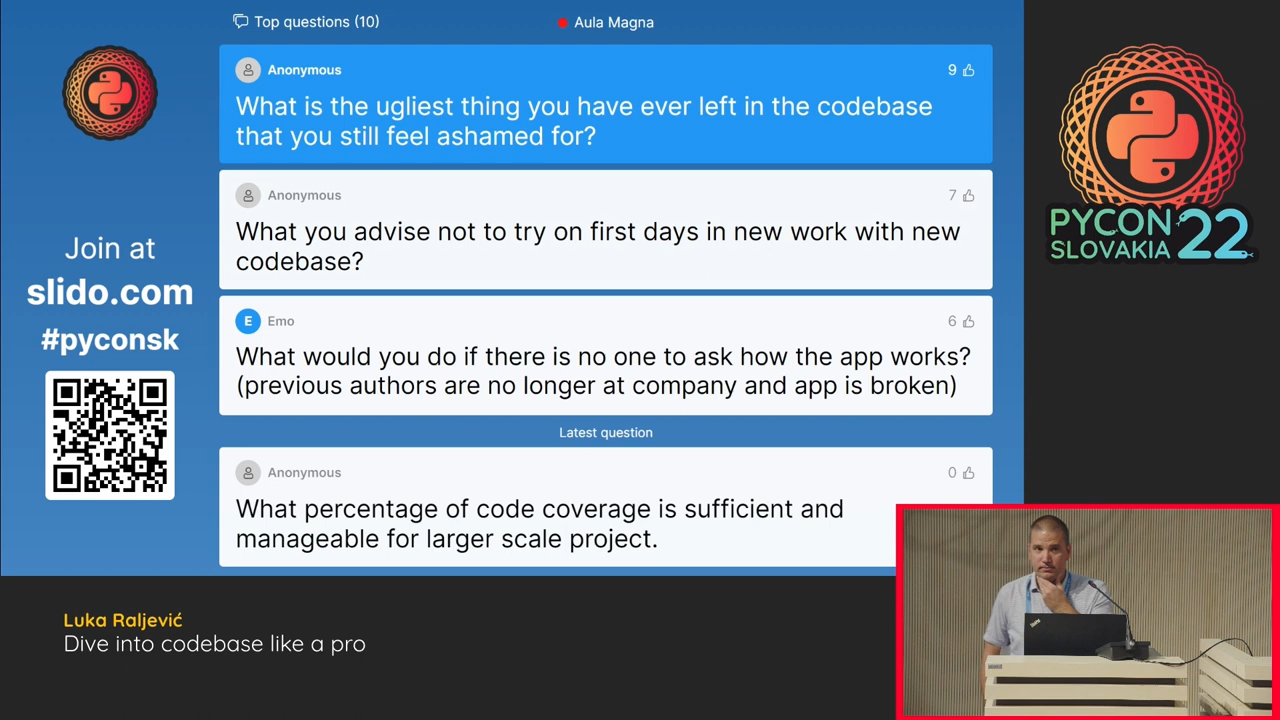 Top questions (10)
Aula Magna
Anonymous
9
What is the ugliest thing you have ever left in the codebase
that you still feel ashamed for?
Anonymous
7
What you advise not to try on first days in new work with new
codebase?
E
Emo
6
What would you do if there is no one to ask how the app works?
(previous authors are no longer at company and app is broken)
Latest question
Anonymous
0
What percentage of code coverage is sufficient and
manageable for larger scale project.
Join at
slido.com
#pyconsk
PYCON
SLOVAKIA
22
Luka Raljević
Dive into codebase like a pro